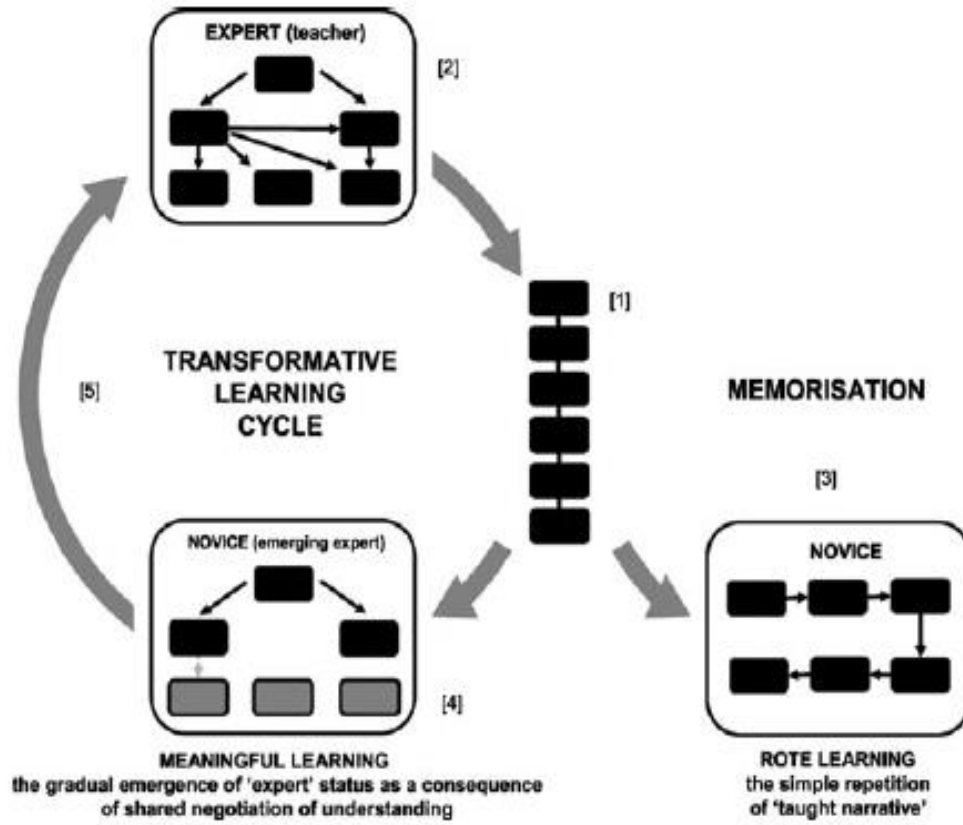 EXPERT (teacher)
[2]
[1]
TRANSFORMATIVE
LEARNING
CYCLE
[5]
MEMORISATION
[3]
NOVICE (emerging expert)
[4]
NOVICE
MEANINGFUL LEARNING
the gradual emergence of 'expert' status as a consequence
of shared negotiation of understanding
ROTE LEARNING
the simple repetition
of 'taught narrative'